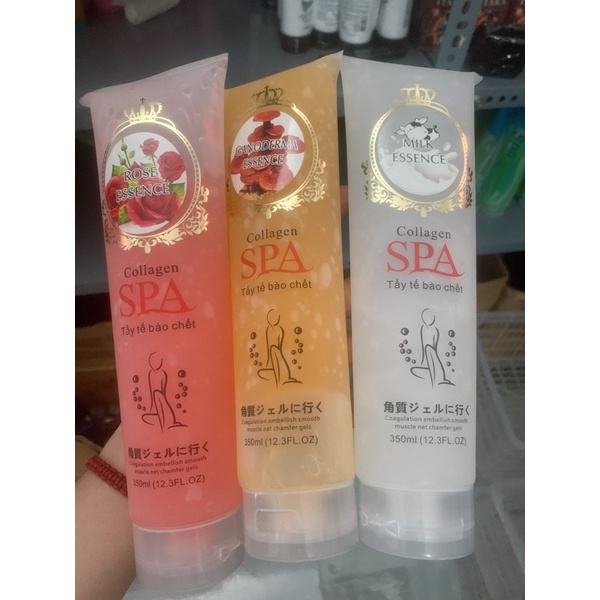 ROSE
ESSENCE
Collagen
SPA
Tẩy tế bào chết
角質ジェルに行く
Coagulation embellish smooth
muscle net chamfer gels
350ml (12.3FL.OZ)
GANODERMA
ESSENCE
Collagen
SPA
Tẩy tế bào chết
角質ジェルに行く
Coagulation embellish smooth
muscle net chamfer gels
350ml (12.3FL.OZ)
MILK
ESSENCE
Collagen
SPA
Tẩy tế bào chết
角質ジェルに行く
Coagulation embellish smooth
muscle net chamfer gels
350ml (12.3FL.OZ)